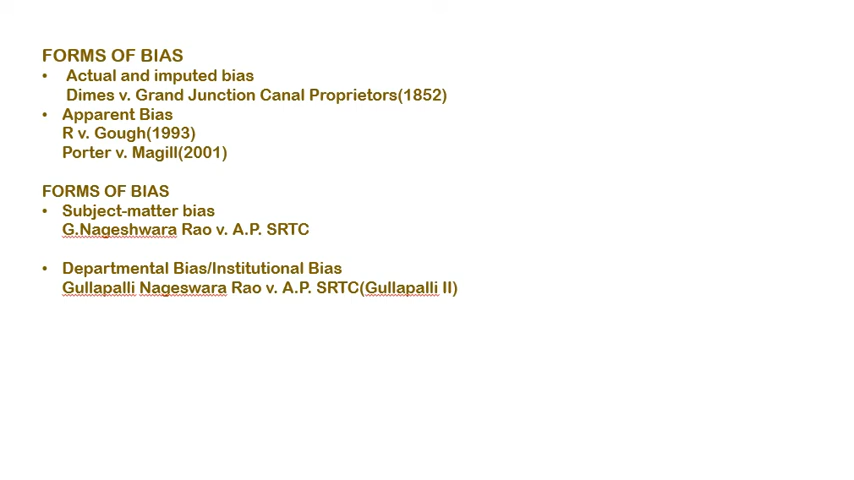 FORMS OF BIAS
• Actual and imputed bias
Dimes v. Grand Junction Canal Proprietors(1852)
• Apparent Bias
R v. Gough(1993)
Porter v. Magill(2001)
FORMS OF BIAS
• Subject-matter bias
G.Nageshwara Rao v. A.P. SRTC
• Departmental Bias/Institutional Bias
Gullapalli Nageswara Rao v. A.P. SRTC(Gullapalli II)